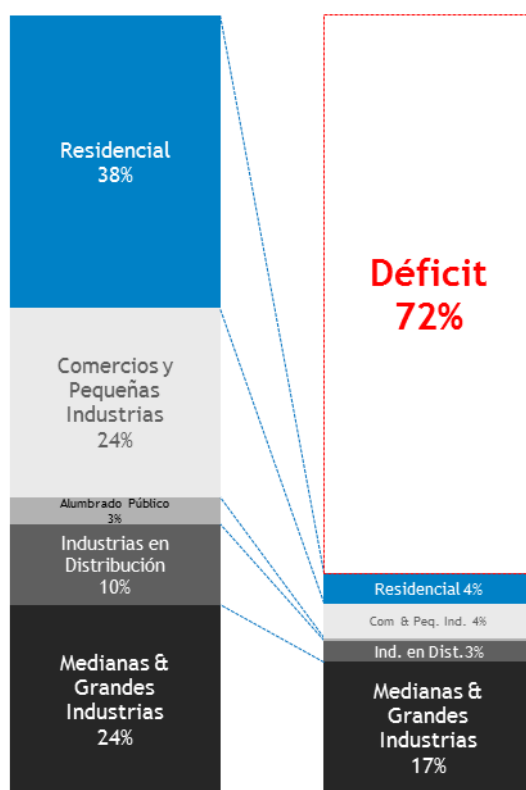 Residencial
38%
Comercios y
Pequeñas
Industrias
24%
Alumbrado Público
3%
Industrias en
Distribución
10%
Medianas &
Grandes
Industrias
24%
Déficit
72%
Residencial 4%
Com & Peq. Ind. 4%
Ind. en Dist.3%
Medianas &
Grandes
Industrias
17%